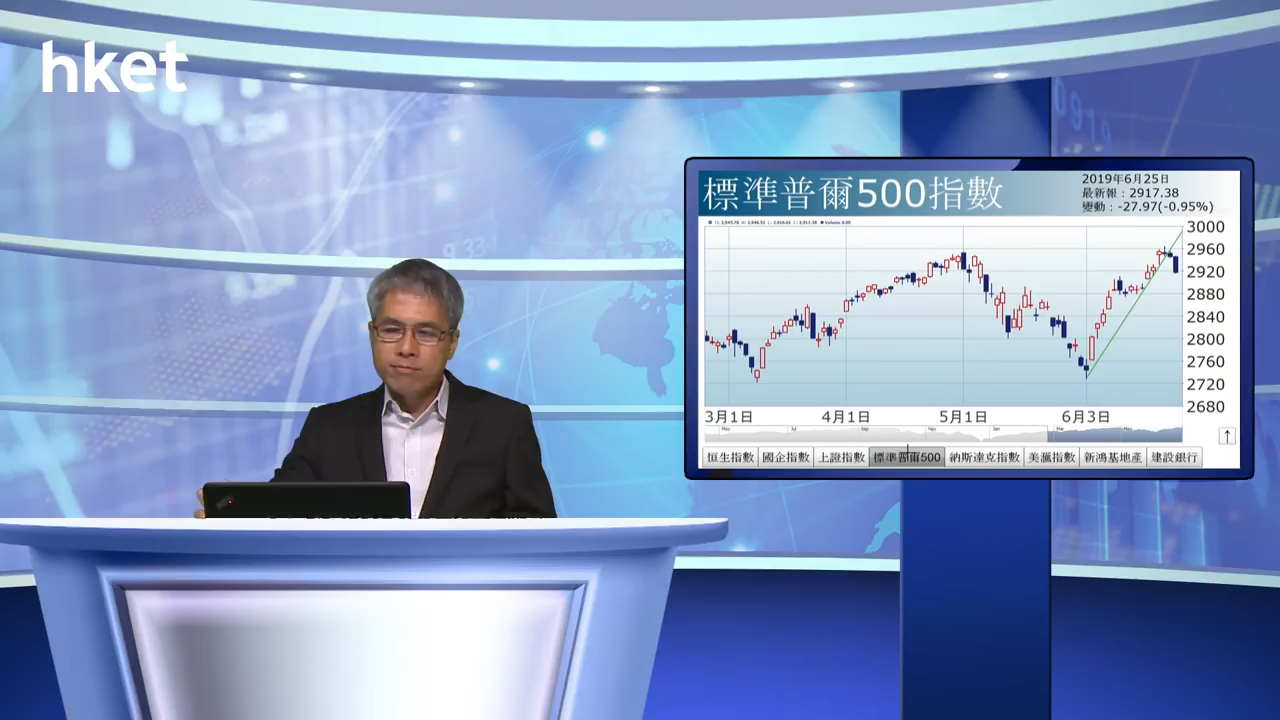 hket
標準普爾500指數
2019年6月25日
最新報：2917.38
變動：-27.97(-0.95%)
3000
2960
2920
2880
2840
2800
2760
2720
2680
3月1日 4月1日 5月1日 6月3日
恒生指數 國企指數 上證指數 標準普爾500 納斯達克指數 美滙指數 新鴻基地產 建設銀行